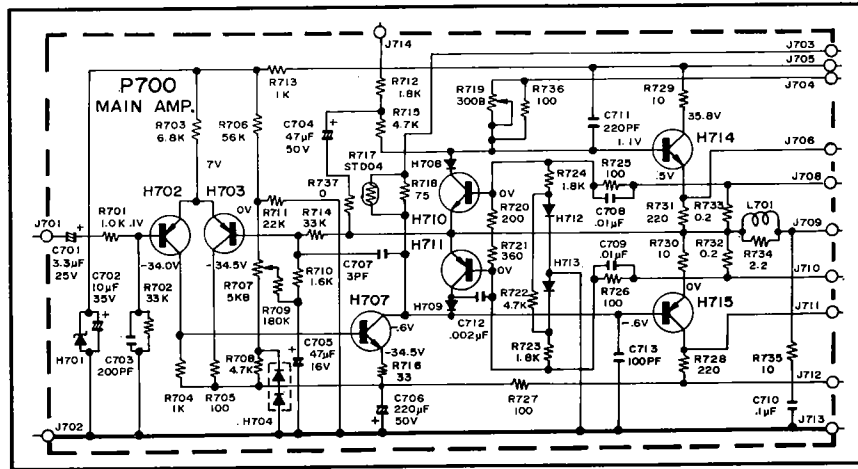 J714
J703
J705
J704
P700
MAIN AMP.
R713
1K
R712
1.8K
R715
4.7K
R719
300B
R736
100
R729
10
35.8V
C711
220PF
1.1V
H714
.5V
J706
R703
6.8K
R706
56K
C704
47µF
50V
R717
STD04
H708
R718
75
R724
1.8K
R725
100
J708
7V
R737
0
H710
0V
C708
.01µF
H712
R731
220
R733
0.2
L701
H702
H703
0V
R711
22K
R714
33K
R720
200
J701
R701
1.0K
.1V
J709
C701
3.3µF
25V
H711
R721
360
C709
.01µF
R730
10
R732
0.2
R734
2.2
-34.0V
-34.5V
R710
1.6K
C707
3PF
0V
H713
R726
100
0V
J710
C702
10µF
35V
R702
33K
R707
5KB
R709
180K
H707
H709
R722
4.7K
H715
J711
-.6V
-.6V
C703
200PF
C705
47µF
16V
-34.5V
C712
.002µF
R723
1.8K
C713
100PF
R728
220
R735
10
H701
R708
4.7K
R716
33
J712
R704
1K
R705
100
H704
C706
220µF
50V
R727
100
C710
.1µF
J702
J713